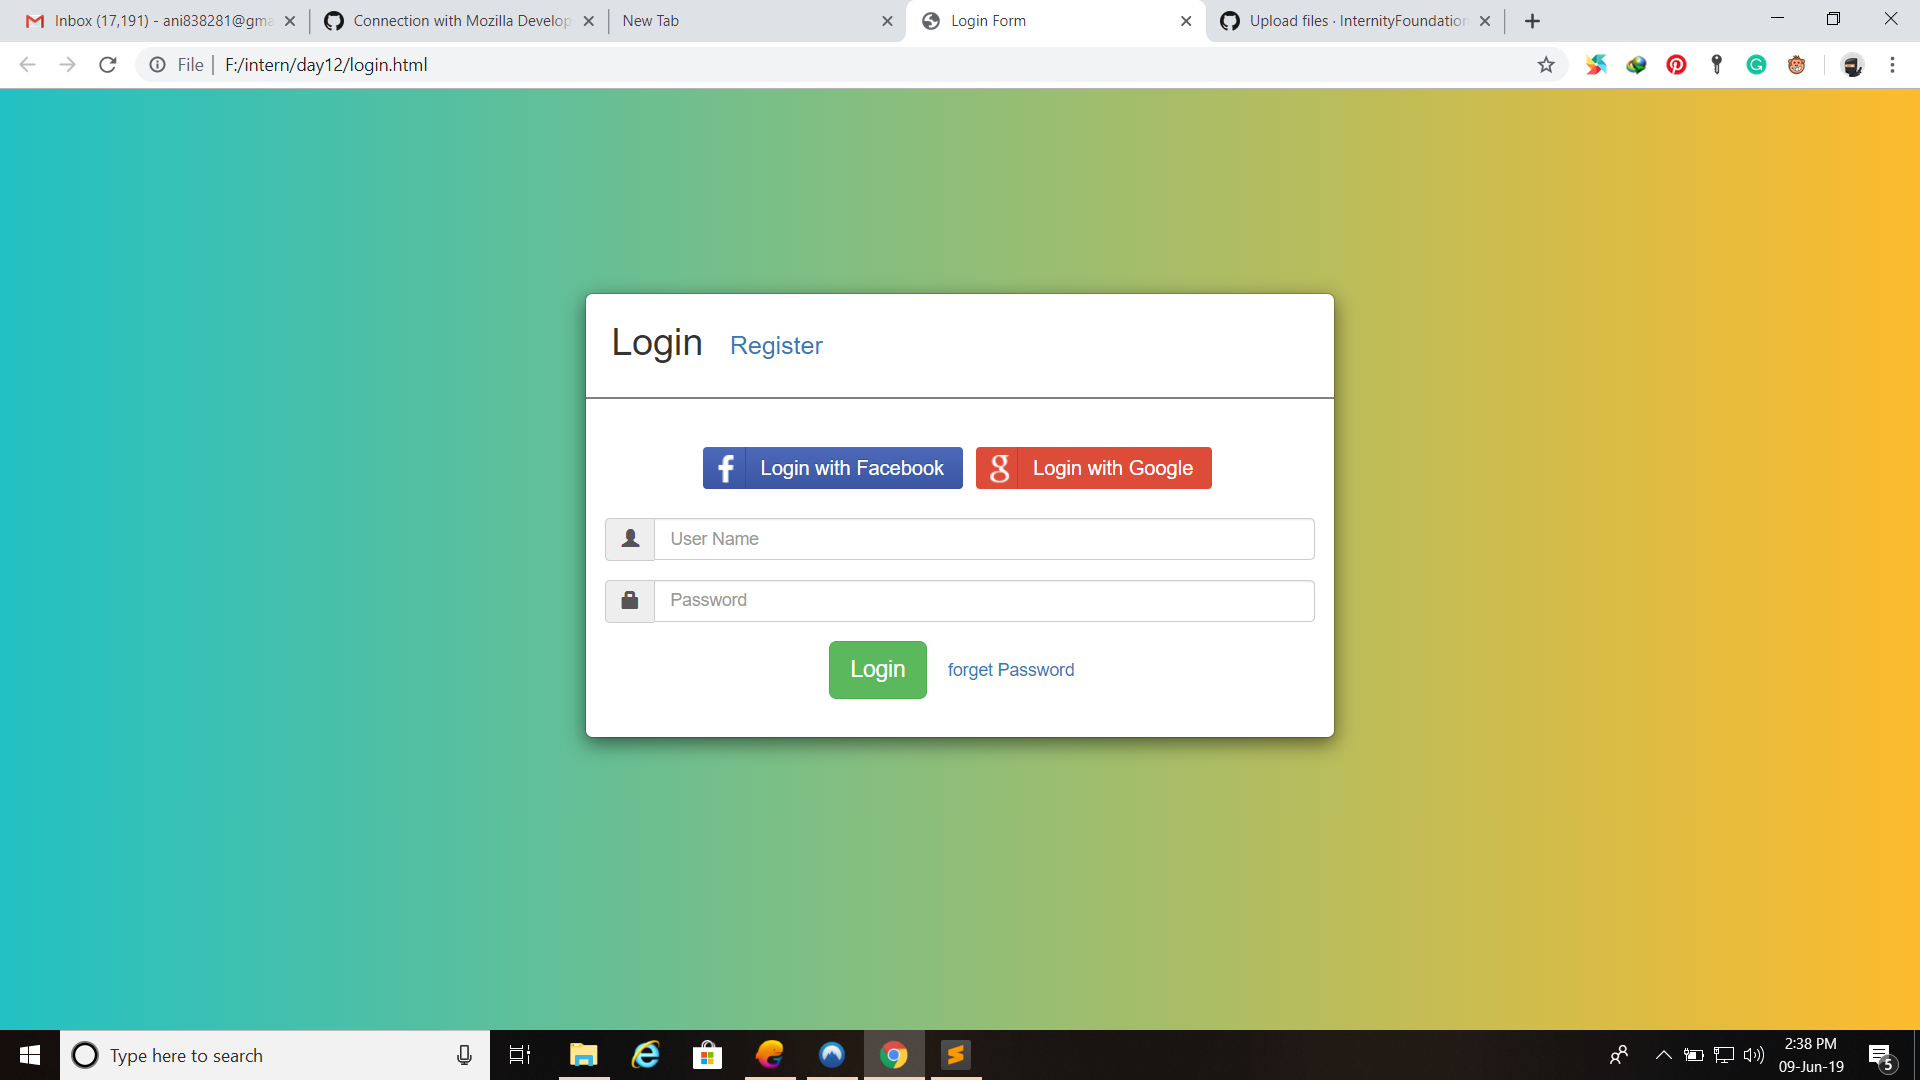 Inbox (17,191) - ani838281@gma
Connection with Mozilla Develop
New Tab
Login Form
Upload files · InternityFoundation
File
F:/intern/day12/login.html
Login
Register
Login with Facebook
Login with Google
User Name
Password
Login
forget Password
Type here to search
2:38 PM
09-Jun-19
5